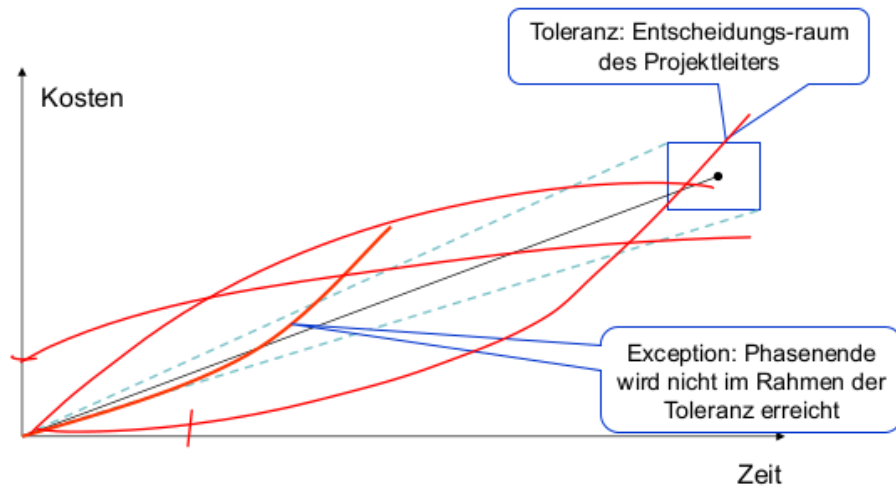 Toleranz: Entscheidungs-raum
des Projektleiters
Kosten
Exception: Phasenende
wird nicht im Rahmen der
Toleranz erreicht
Zeit